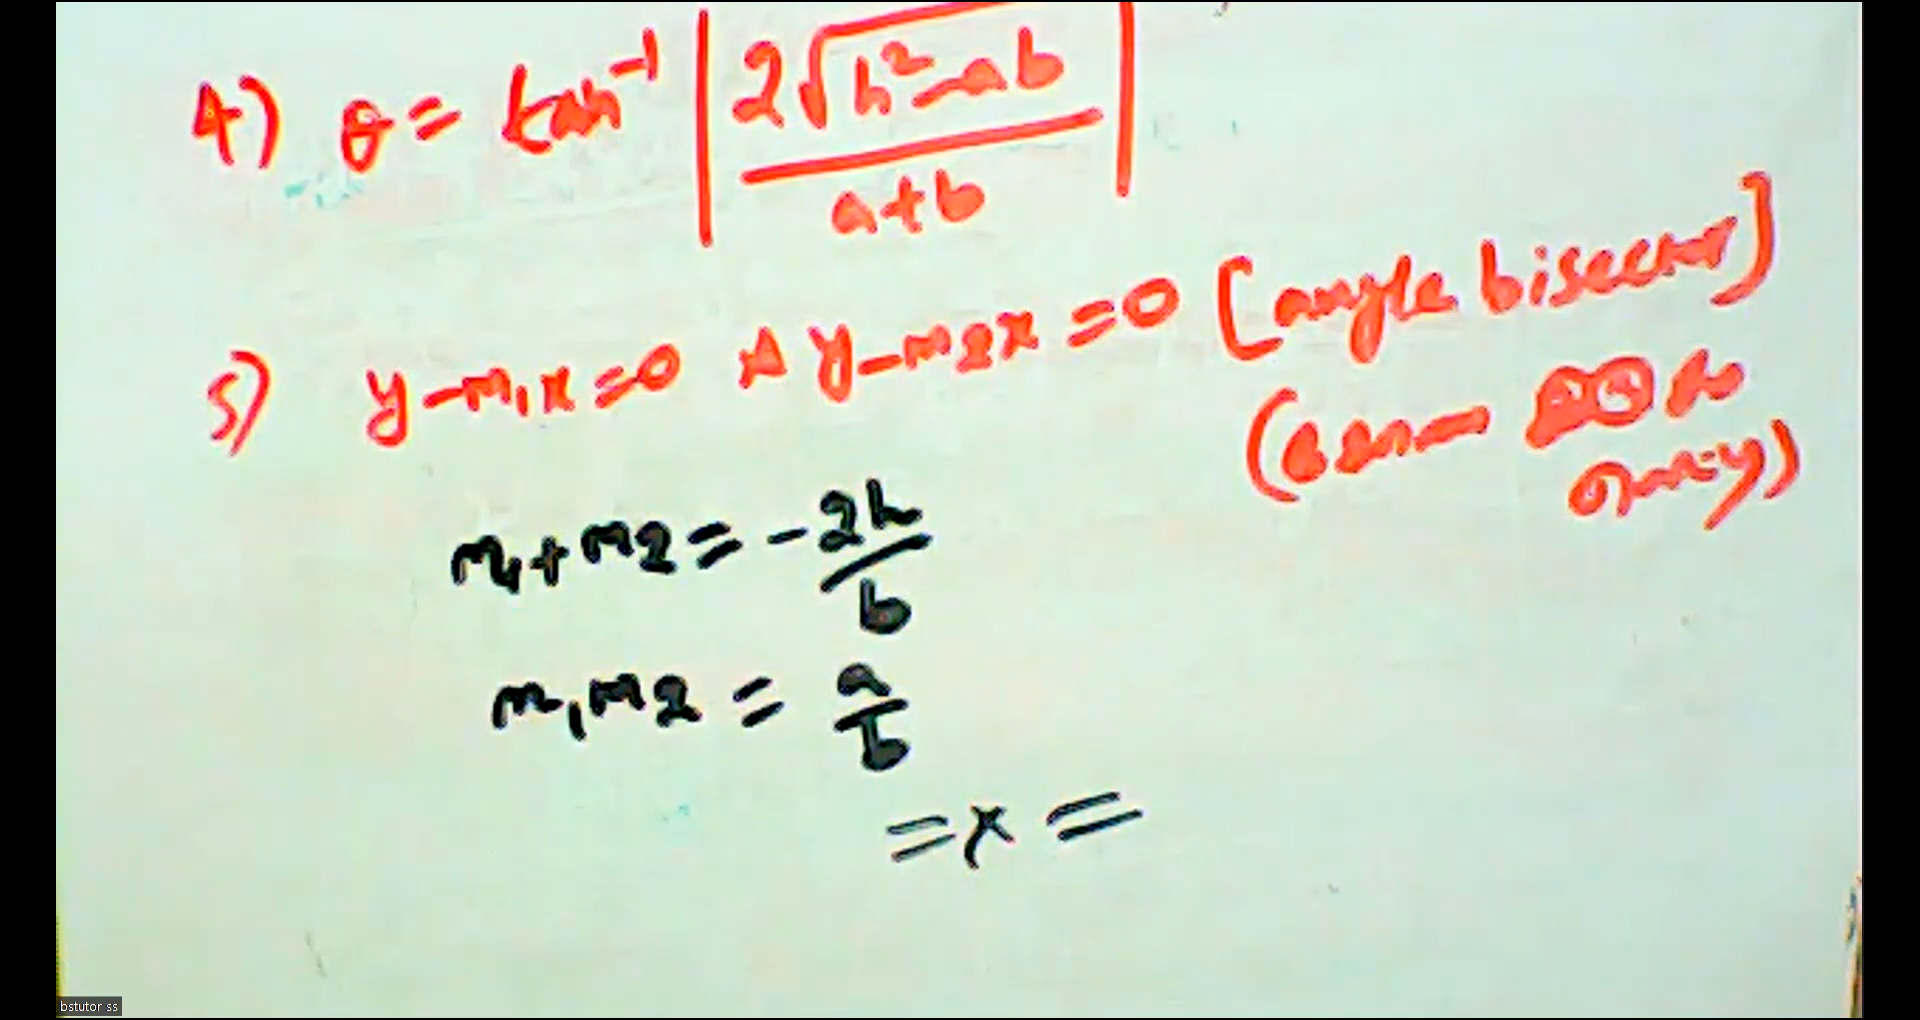 4) θ = tan⁻¹ | 2√(h²-ab) / a+b |
5) y-m₁x=0 & y-m2x=0 [angle bisector]
only)
m₁+m2 = -2h/b
m₁m2 = a/b
=x=
bstutor ss